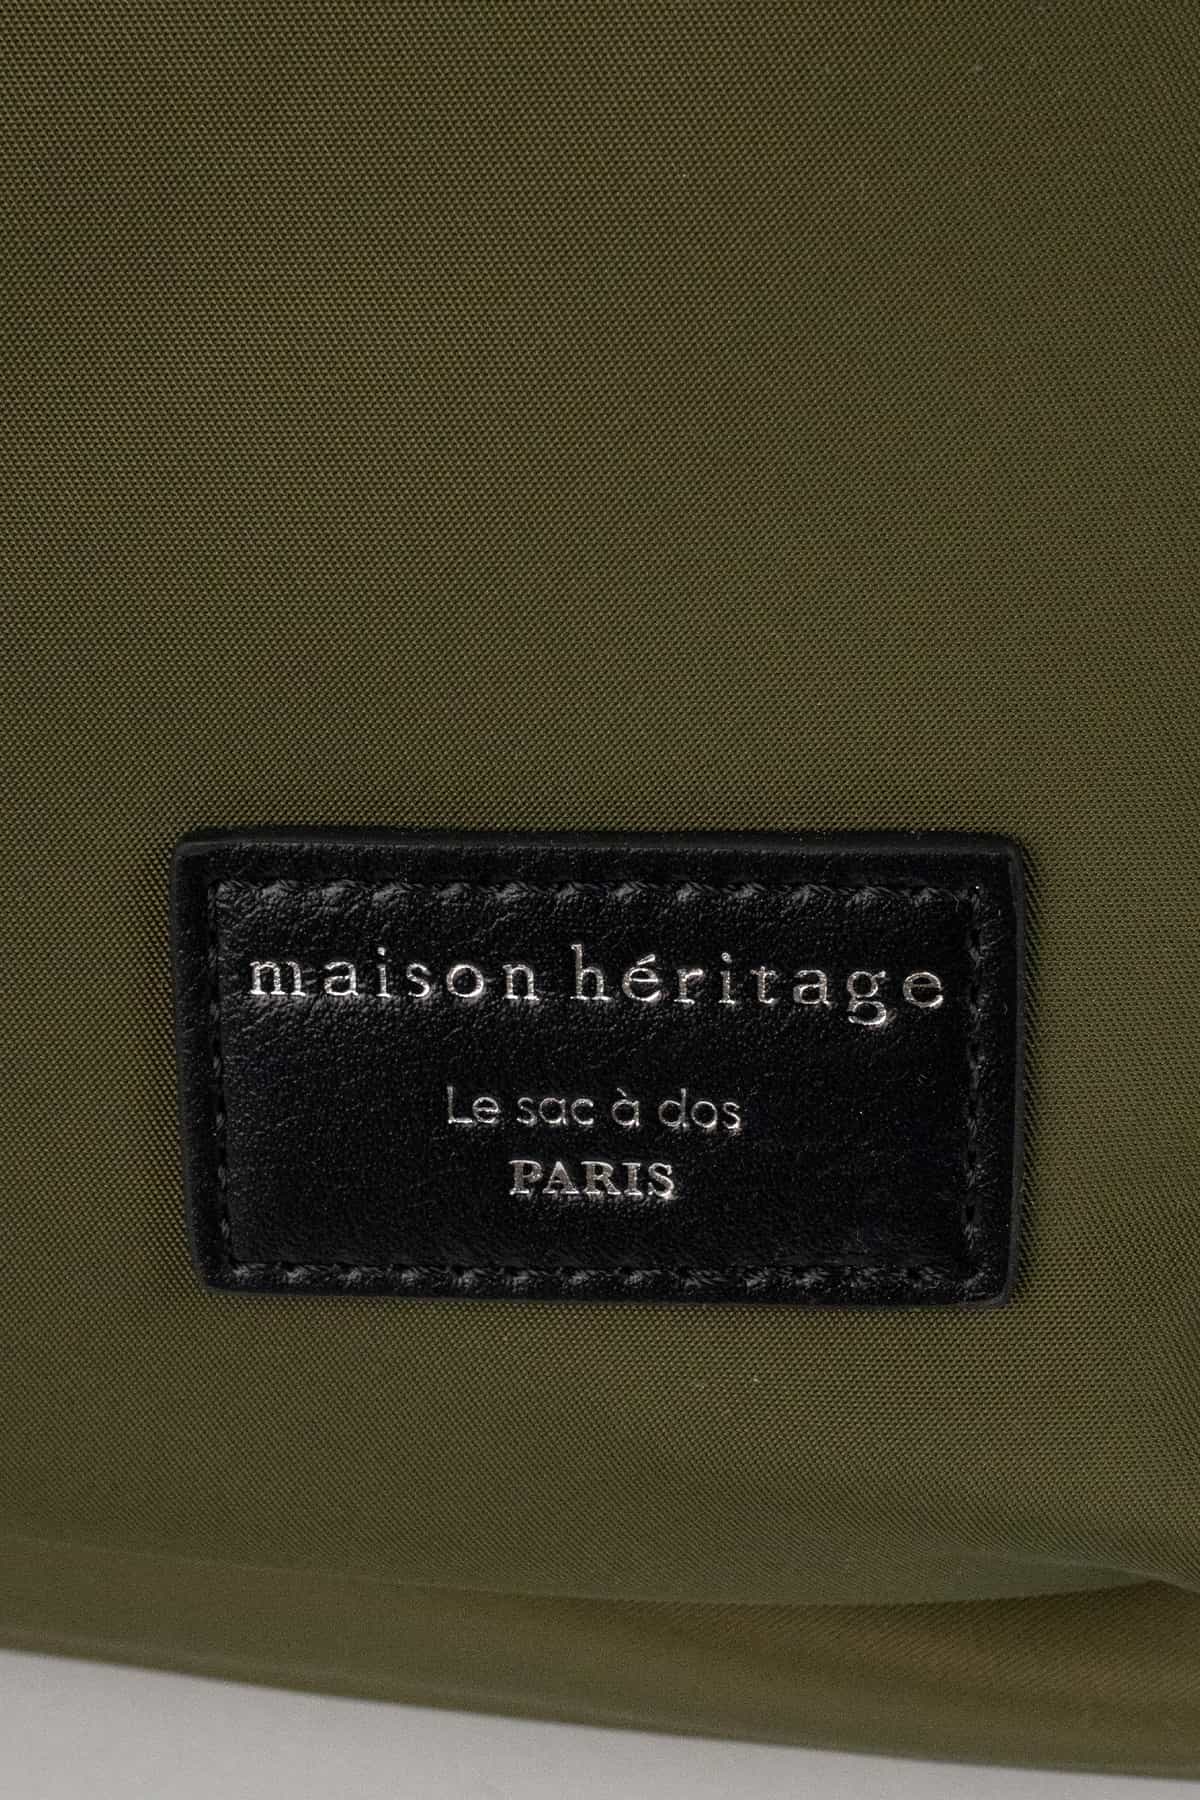 maison héritage
Le sac à dos
PARIS